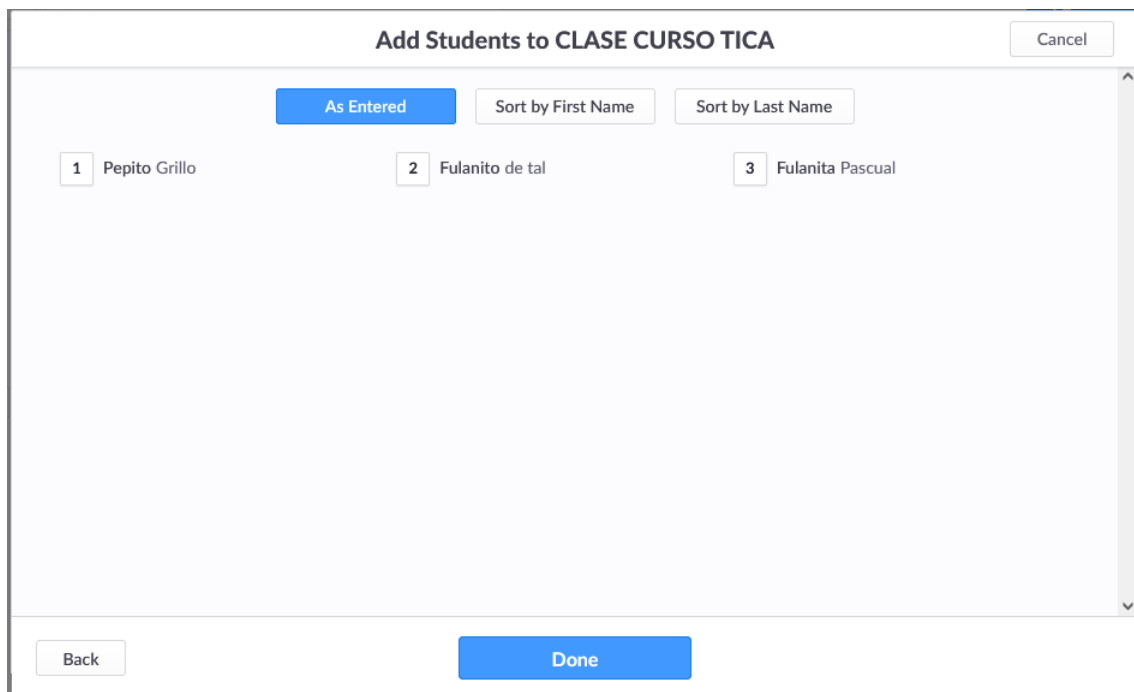 Add Students to CLASE CURSO TICA
Cancel
As Entered
Sort by First Name
Sort by Last Name
1 Pepito Grillo
2 Fulanito de tal
3 Fulanita Pascual
Back
Done